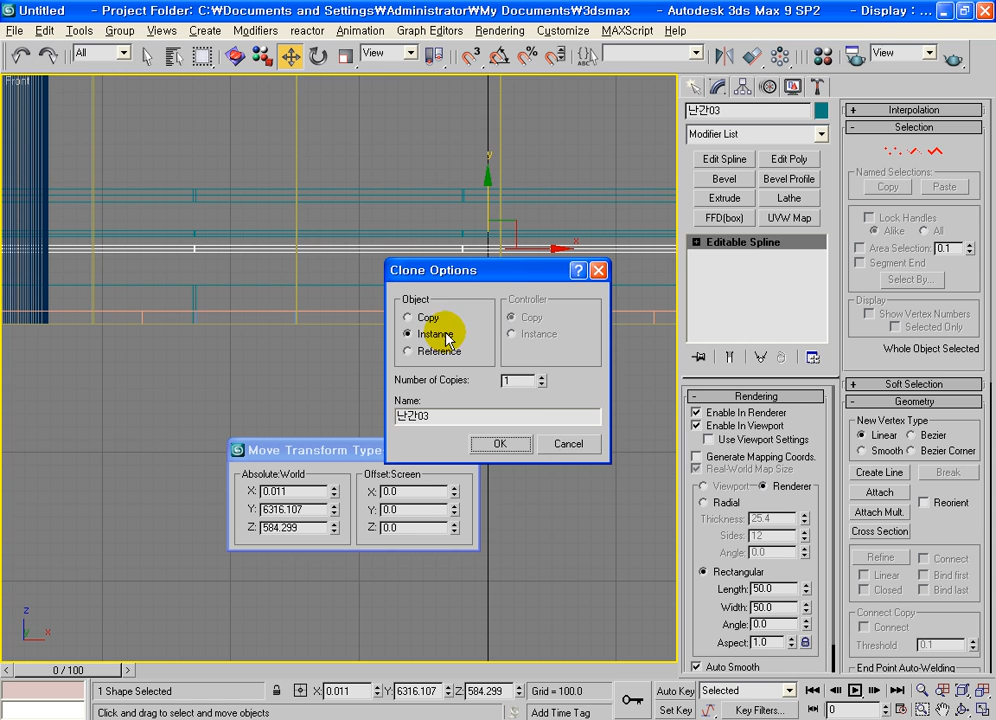 Untitled - Project Folder: C:₩Documents and Settings₩Administrator₩My Documents₩3dsmax - Autodesk 3ds Max 9 SP2 - Display : ...
File Edit Tools Group Views Create Modifiers reactor Animation Graph Editors Rendering Customize MAXScript Help
All View View
Front
난간03
Modifier List
Edit Spline Edit Poly
Bevel Bevel Profile
Extrude Lathe
FFD(box) UVW Map
Editable Spline
Interpolation
Selection
Named Selections:
Copy Paste
Lock Handles
Alike All
Area Selection: 0.1
Segment End
Select By...
Display
Show Vertex Numbers
Selected Only
Whole Object Selected
Soft Selection
Geometry
New Vertex Type
Linear Bezier
Smooth Bezier Corner
Create Line Break
Attach
Reorient
Attach Mult.
Cross Section
Refine Connect
Linear Bind first
Closed Bind last
Connect Copy
Connect
Threshold 0.1
End Point Auto-Welding
Rendering
Enable In Renderer
Enable In Viewport
Use Viewport Settings
Generate Mapping Coords.
Real-World Map Size
Viewport Renderer
Radial
Thickness: 25.4
Sides: 12
Angle: 0.0
Rectangular
Length: 50.0
Width: 50.0
Angle: 0.0
Aspect: 1.0
Auto Smooth
Clone Options
Object
Copy
Instance
Reference
Controller
Copy
Instance
Number of Copies: 1
Name:
난간03
OK Cancel
Move Transform Type
Absolute:World
X: 0.011
Y: 6316.107
Z: 584.299
Offset:Screen
X: 0.0
Y: 0.0
Z: 0.0
y
x
z
x
0 / 100
1 Shape Selected X: 0.011 Y: 6316.107 Z: 584.299 Grid = 100.0 Auto Key Selected
Click and drag to select and move objects Add Time Tag Set Key Key Filters... 0